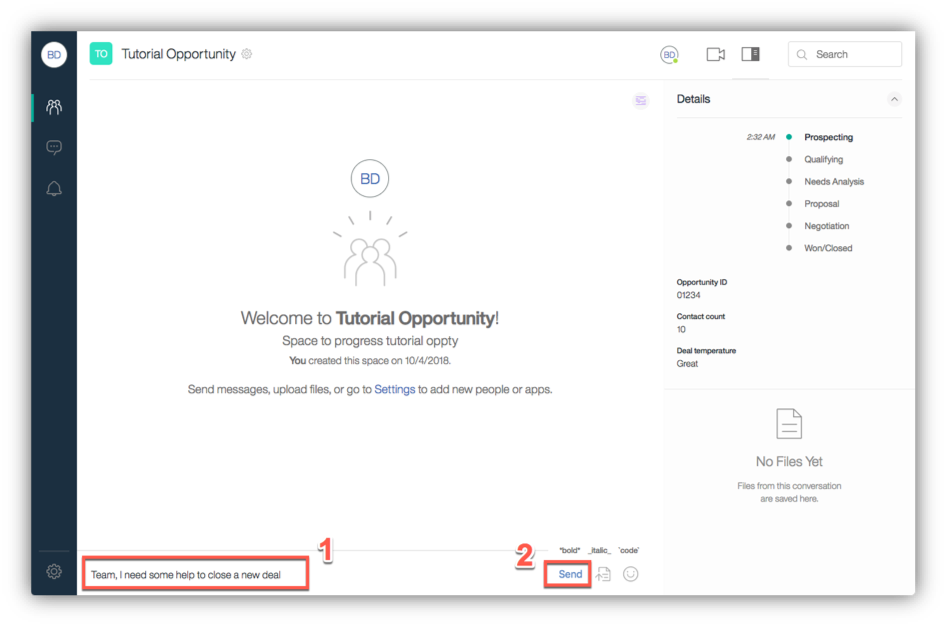 BD
TO Tutorial Opportunity
BD
Search
Details
2:32 AM Prospecting
Qualifying
Needs Analysis
Proposal
Negotiation
Won/Closed
Opportunity ID
01234
Contact count
10
Deal temperature
Great
BD
Welcome to Tutorial Opportunity!
Space to progress tutorial oppty
You created this space on 10/4/2018.
Send messages, upload files, or go to Settings to add new people or apps.
No Files Yet
Files from this conversation
are saved here.
1
2
*bold* _italic_ `code`
Team, I need some help to close a new deal
Send